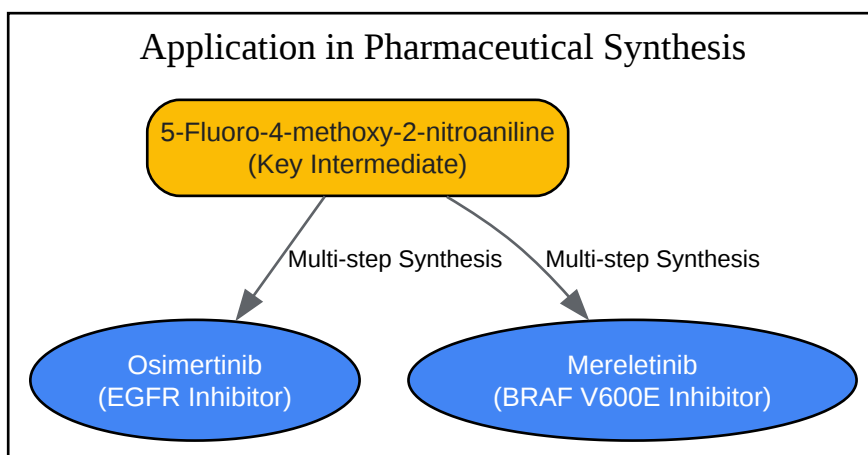 Application in Pharmaceutical Synthesis
5-Fluoro-4-methoxy-2-nitroaniline
(Key Intermediate)
Multi-step Synthesis
Multi-step Synthesis
Osimertinib
(EGFR Inhibitor)
Mereletinib
(BRAF V600E Inhibitor)